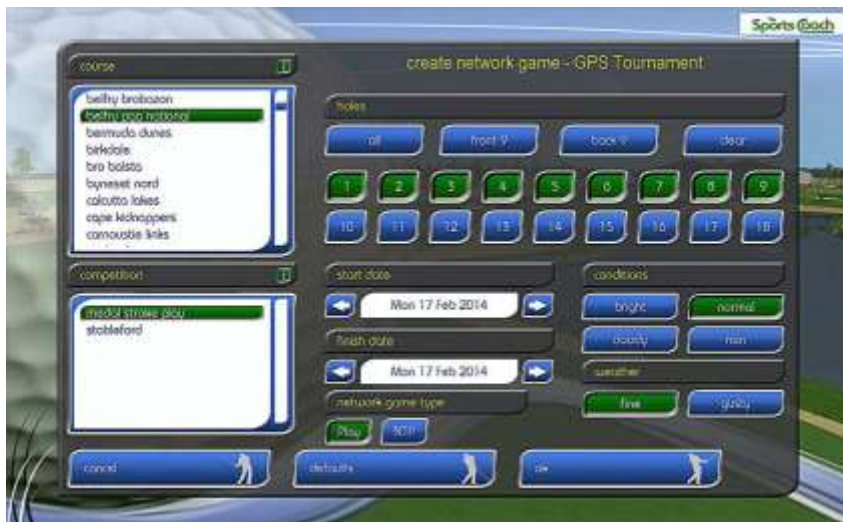 Sports Coach
course
create network game - GPS Tournament
belfry brabazon
belfry pga national
bermuda dunes
birkdale
bro balsta
byneset nord
calcutta lakes
cape kidnappers
carnoustie links
holes
all
front 9
back 9
clear
1 2 3 4 5 6 7 8 9
10 11 12 13 14 15 16 17 18
competition
medal stroke play
stableford
start date
Mon 17 Feb 2014
finish date
Mon 17 Feb 2014
network game type
Play
conditions
bright
normal
cloudy
weather
fine
gusty
cancel
defaults
ok